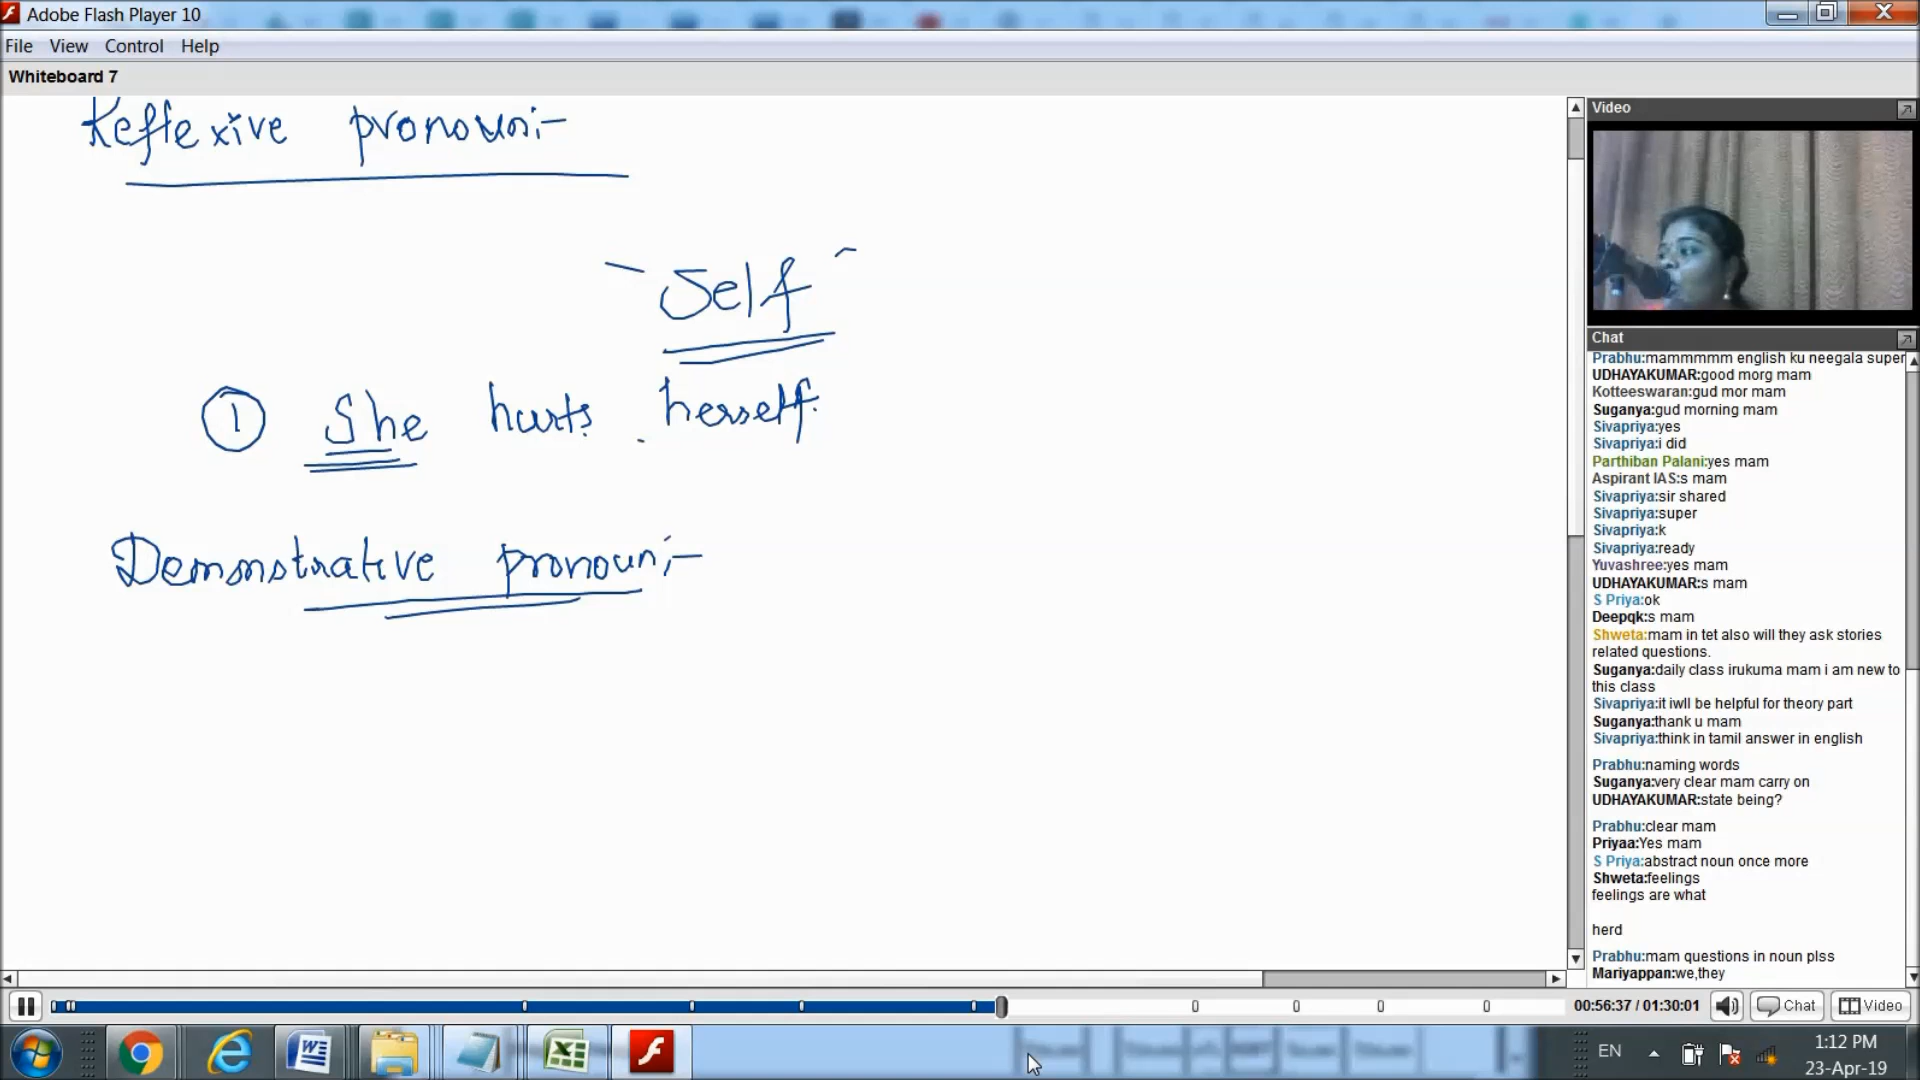 Adobe Flash Player 10
File View Control Help
Whiteboard 7
Reflexive pronoun:-
Self
① She hurts herself.
Demonstrative pronoun:-
Video
Chat
Prabhu:mammmmm english ku neegala super
UDHAYAKUMAR:good morg mam
Kotteeswaran:gud mor mam
Suganya:gud morning mam
Sivapriya:yes
Sivapriya:i did
Parthiban Palani:yes mam
Aspirant IAS:s mam
Sivapriya:sir shared
Sivapriya:super
Sivapriya:k
Sivapriya:ready
Yuvashree:yes mam
UDHAYAKUMAR:s mam
S Priya:ok
Deepqk:s mam
Shweta:mam in tet also will they ask stories
related questions.
Suganya:daily class irukuma mam i am new to
this class
Sivapriya:it iwll be helpful for theory part
Suganya:thank u mam
Sivapriya:think in tamil answer in english
Prabhu:naming words
Suganya:very clear mam carry on
UDHAYAKUMAR:state being?
Prabhu:clear mam
Priyaa:Yes mam
S Priya:abstract noun once more
Shweta:feelings
feelings are what
herd
Prabhu:mam questions in noun plss
Mariyappan:we,they
00:56:37 / 01:30:01 Chat Video
EN
1:12 PM
23-Apr-19